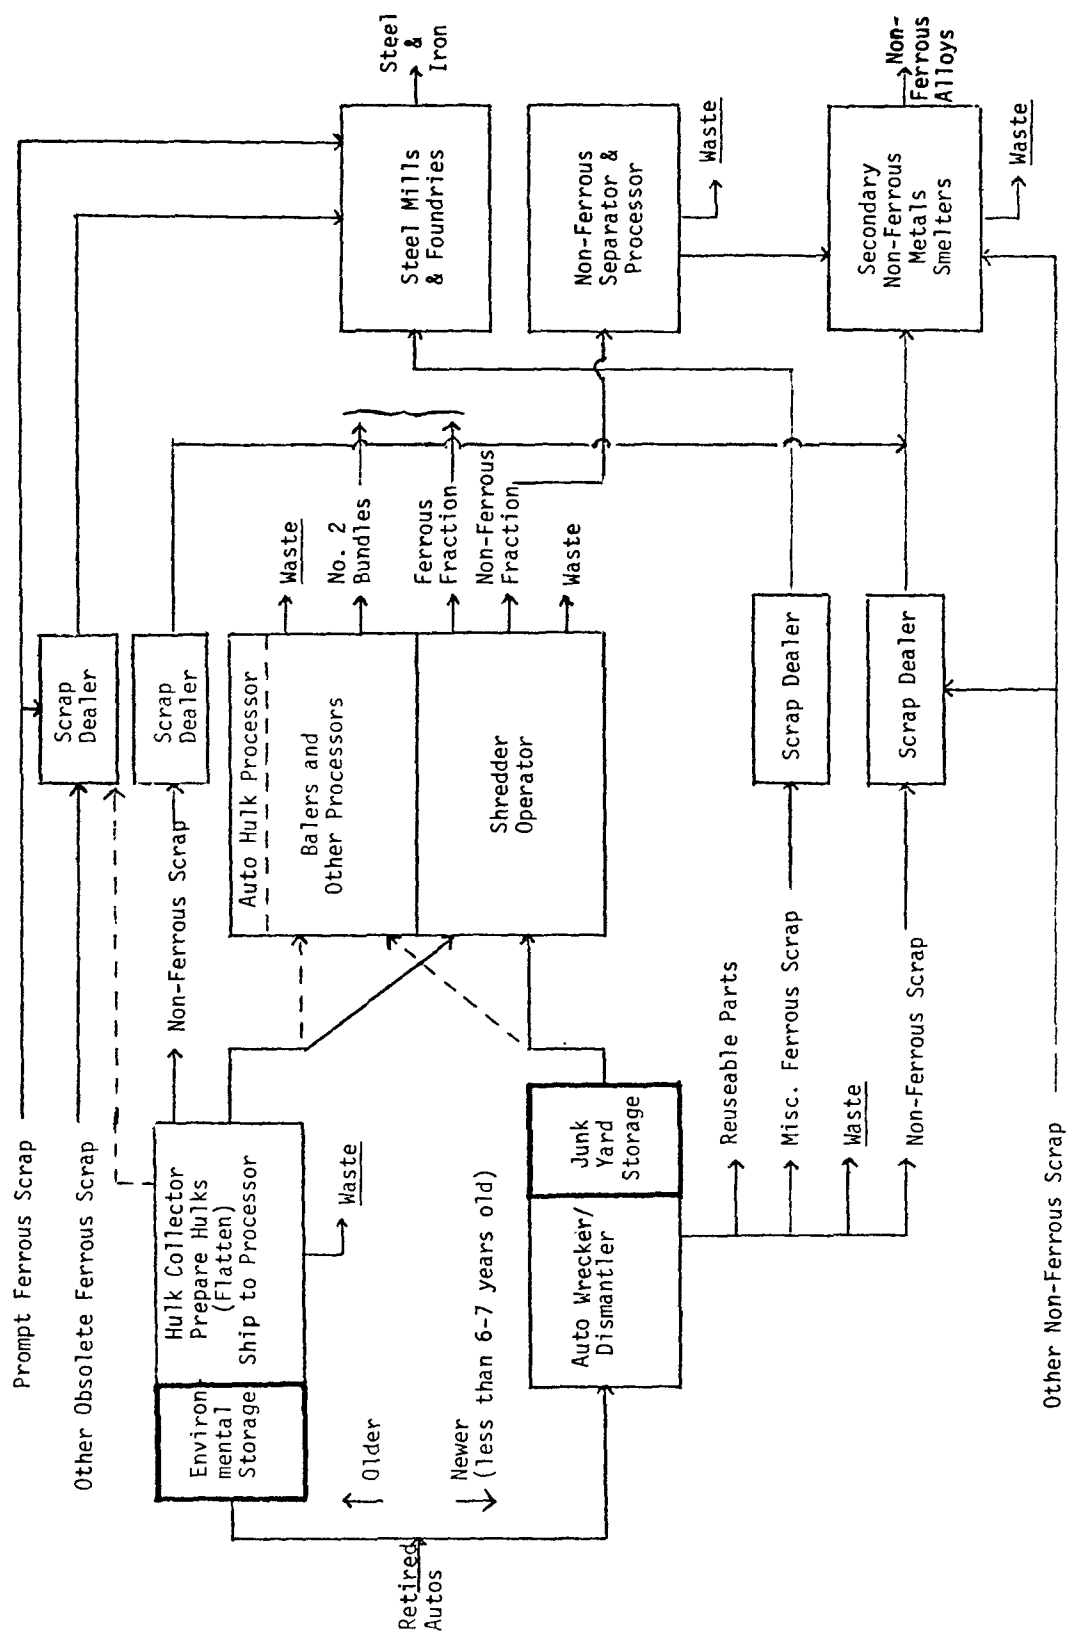 Prompt Ferrous Scrap
Other Obsolete Ferrous Scrap
Environ-
mental
Storage
Hulk Collector
Prepare Hulks
(Flatten)
Ship to Processor
Waste
Non-Ferrous Scrap
Scrap
Dealer
Scrap
Dealer
Retired
Autos
Older
Newer
(less than 6-7 years old)
Auto Wrecker/
Dismantler
Junk
Yard
Storage
Reuseable Parts
Misc. Ferrous Scrap
Waste
Non-Ferrous Scrap
Auto Hulk Processor
Balers and
Other Processors
Shredder
Operator
Waste
No. 2
Bundles
Ferrous
Fraction
Non-Ferrous
Fraction
Waste
Scrap Dealer
Scrap Dealer
Steel Mills
& Foundries
Steel
&
Iron
Non-Ferrous
Separator &
Processor
Waste
Secondary
Non-Ferrous
Metals
Smelters
Non-
Ferrous
Alloys
Waste
Other Non-Ferrous Scrap